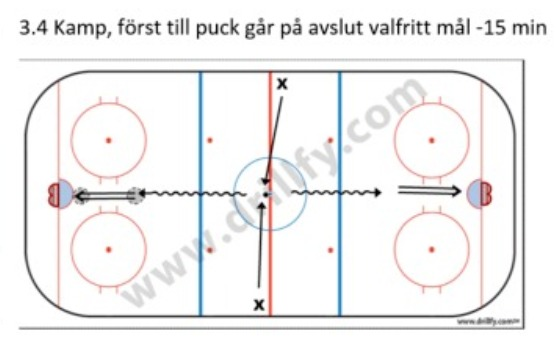 3.4 Kamp, först till puck går på avslut valfritt mål -15 min
X
www.drillfy.com
X
www.drillfy.com